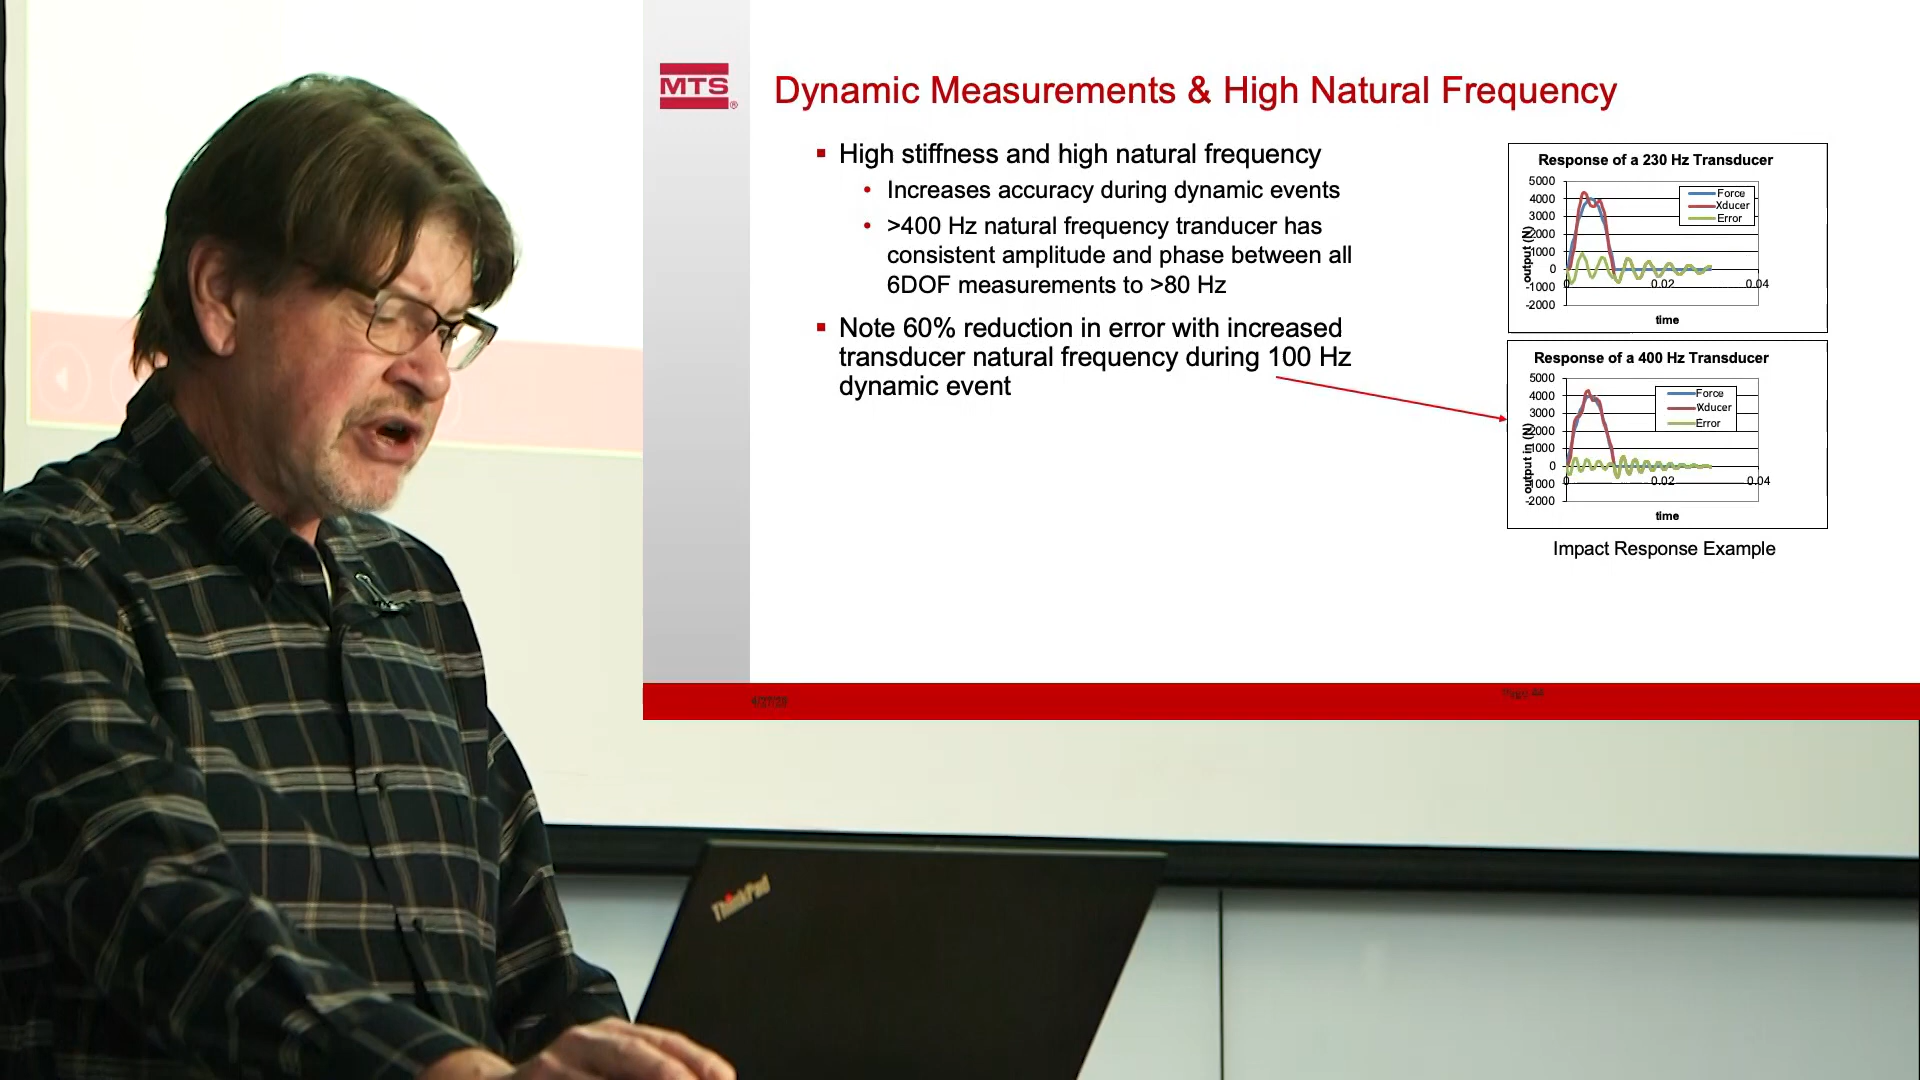 MTS
®
Dynamic Measurements & High Natural Frequency
High stiffness and high natural frequency
Increases accuracy during dynamic events
>400 Hz natural frequency tranducer has
consistent amplitude and phase between all
6DOF measurements to >80 Hz
Note 60% reduction in error with increased
transducer natural frequency during 100 Hz
dynamic event
Response of a 230 Hz Transducer
output (N)
5000
4000
3000
2000
1000
0
-1000
-2000
Force
Xducer
Error
0 0.02 0.04
time
Response of a 400 Hz Transducer
output in (N)
5000
4000
3000
2000
1000
0
-1000
-2000
Force
Xducer
Error
0 0.02 0.04
time
Impact Response Example
Page 44
ThinkPad